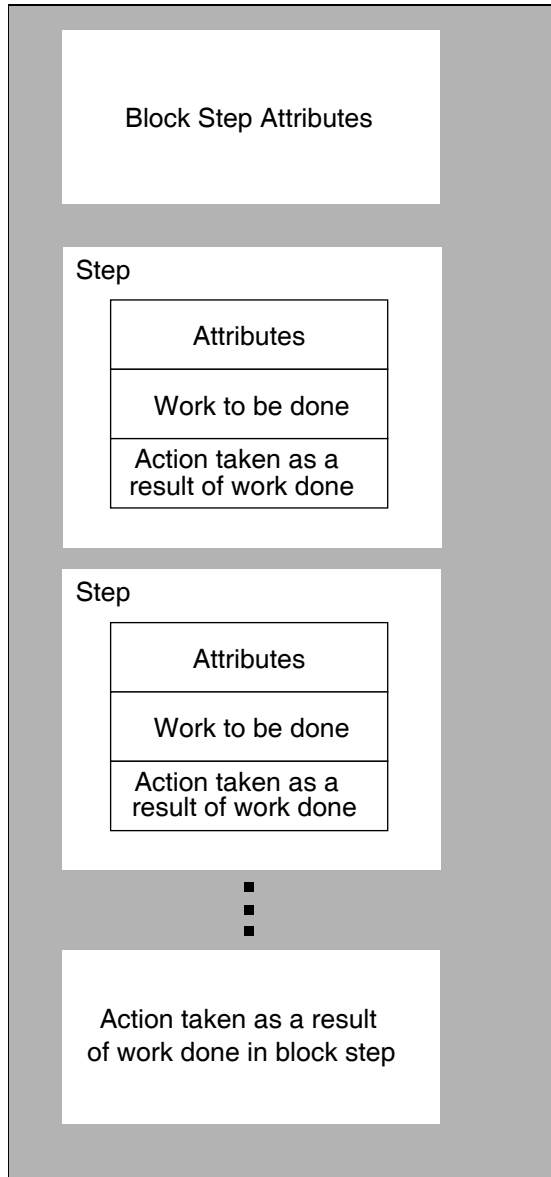 Block Step Attributes
Step
Attributes
Work to be done
Action taken as a
result of work done
Step
Attributes
Work to be done
Action taken as a
result of work done
Action taken as a result
of work done in block step